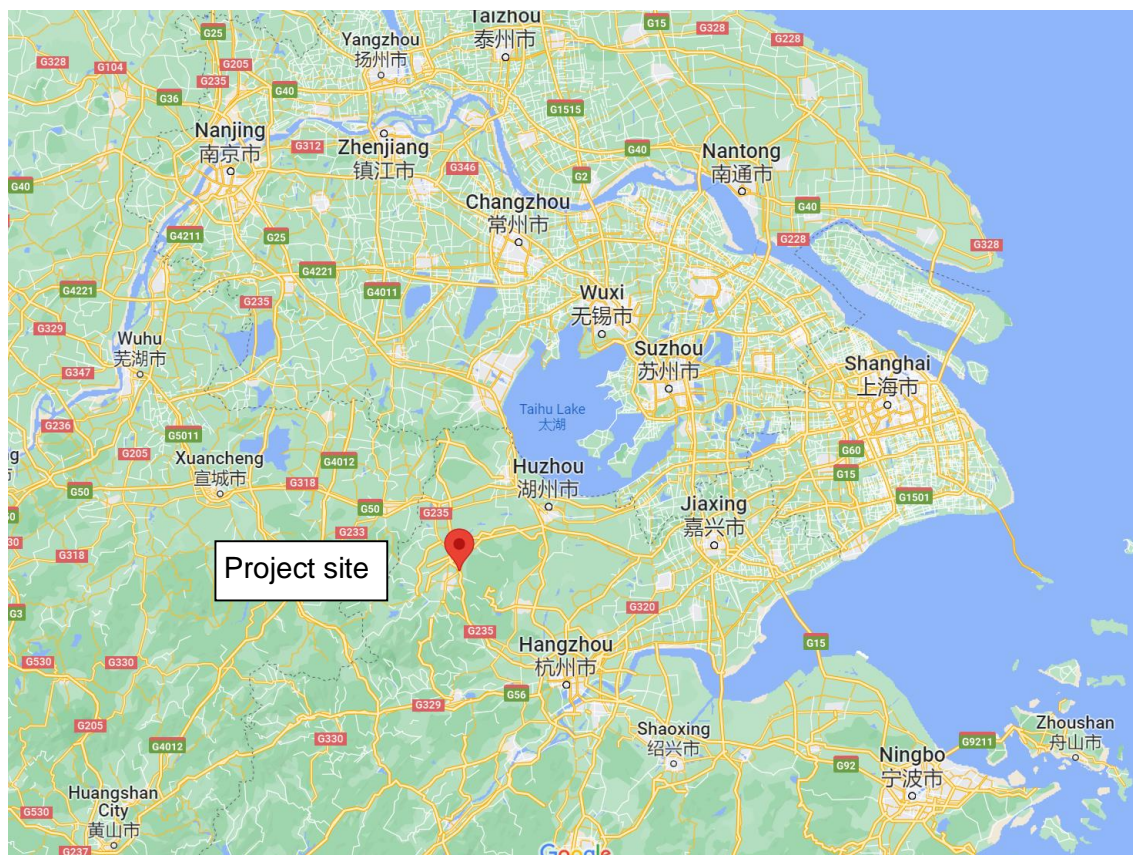 Taizhou
泰州市
G15
G328
G228
G25
Yangzhou
扬州市
G328
G104
G205
G235
G40
G36
G1515
Nanjing
南京市
G312
Zhenjiang
镇江市
G346
G40
G2
Nantong
南通市
G40
G40
Changzhou
常州市
G228
G328
G4211
G25
G4221
G4221
G235
G4011
Wuxi
无锡市
G329
Wuhu
芜湖市
G347
Suzhou
苏州市
Shanghai
上海市
Taihu Lake
太湖
G236
G5011
G205
Xuancheng
宣城市
G4012
G318
G50
Huzhou
湖州市
G60
G15
G1501
Jiaxing
嘉兴市
G50
G235
G233
G318
Project site
G3
G320
G235
Hangzhou
杭州市
G15
G530
G330
G329
G56
G205
G4012
G330
Shaoxing
绍兴市
G92
Ningbo
宁波市
G9211
Zhoushan
舟山市
Huangshan
City
黄山市
G530
G237
Google